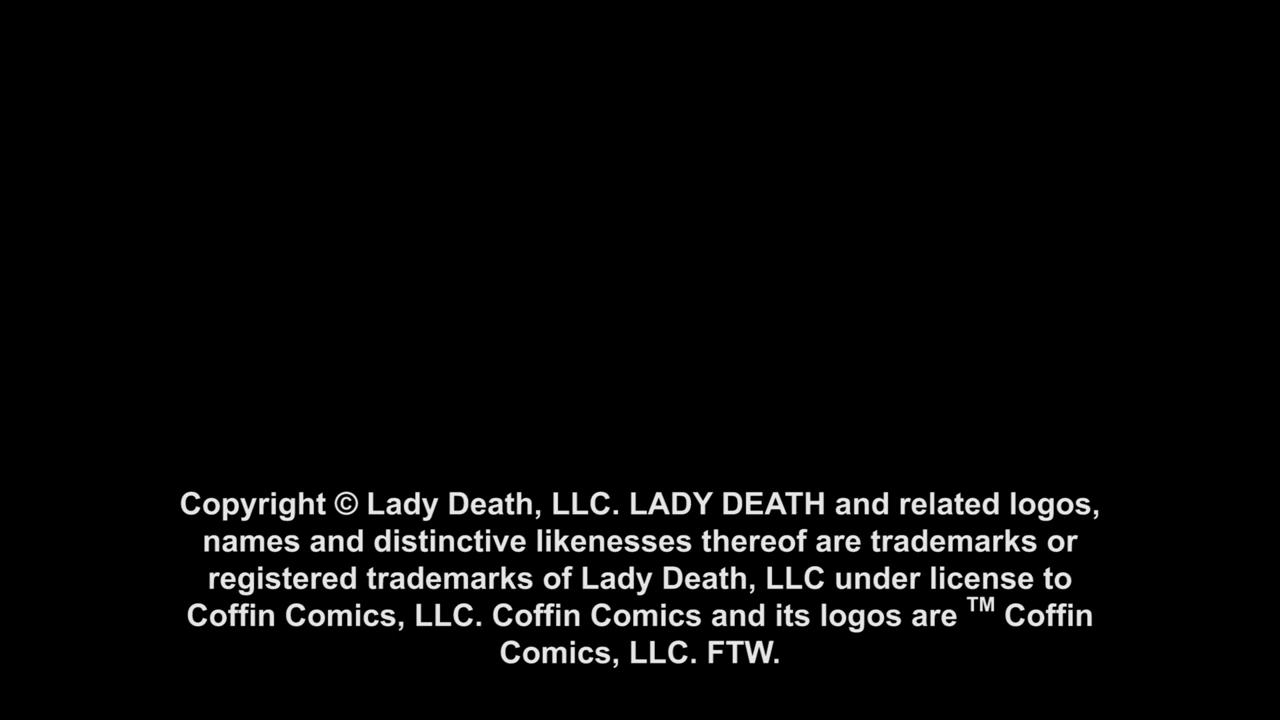 Copyright © Lady Death, LLC. LADY DEATH and related logos,
names and distinctive likenesses thereof are trademarks or
registered trademarks of Lady Death, LLC under license to
Coffin Comics, LLC. Coffin Comics and its logos are ™ Coffin
Comics, LLC. FTW.